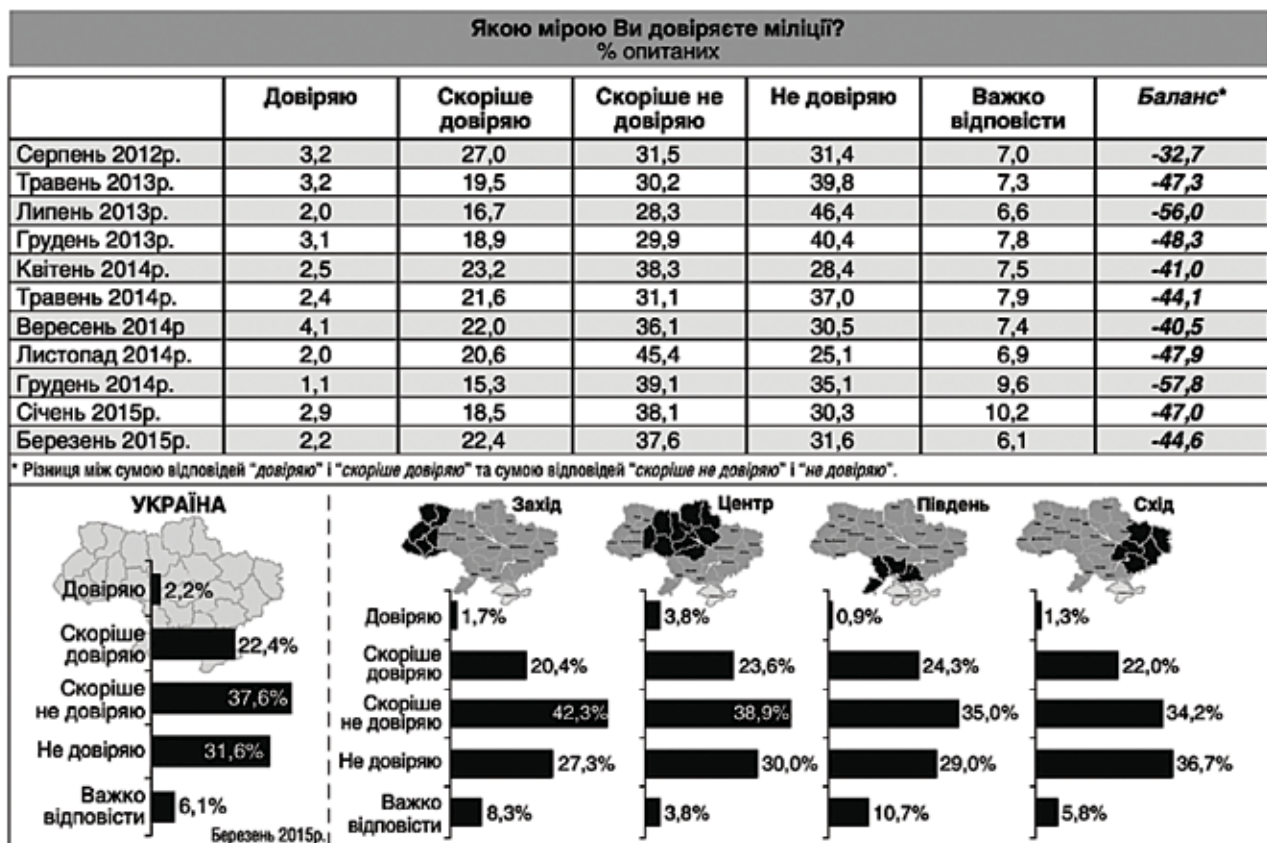 Якою мірою Ви довіряєте міліції?
% опитаних
Довіряю Скоріше довіряю Скоріше не довіряю Не довіряю Важко відповісти Баланс*
Серпень 2012р. 3,2 27,0 31,5 31,4 7,0 -32,7
Травень 2013р. 3,2 19,5 30,2 39,8 7,3 -47,3
Липень 2013р. 2,0 16,7 28,3 46,4 6,6 -56,0
Грудень 2013р. 3,1 18,9 29,9 40,4 7,8 -48,3
Квітень 2014р. 2,5 23,2 38,3 28,4 7,5 -41,0
Травень 2014р. 2,4 21,6 31,1 37,0 7,9 -44,1
Вересень 2014р 4,1 22,0 36,1 30,5 7,4 -40,5
Листопад 2014р. 2,0 20,6 45,4 25,1 6,9 -47,9
Грудень 2014р. 1,1 15,3 39,1 35,1 9,6 -57,8
Січень 2015р. 2,9 18,5 38,1 30,3 10,2 -47,0
Березень 2015р. 2,2 22,4 37,6 31,6 6,1 -44,6
* Різниця між сумою відповідей "довіряю" і "скоріше довіряю" та сумою відповідей "скоріше не довіряю" і "не довіряю".
УКРАЇНА
Довіряю 2,2%
Скоріше
довіряю 22,4%
Скоріше
не довіряю 37,6%
Не довіряю 31,6%
Важко
відповісти 6,1%
Березень 2015р.
Захід Центр Південь Схід
Довіряю 1,7% 3,8% 0,9% 1,3%
Скоріше
довіряю 20,4% 23,6% 24,3% 22,0%
Скоріше
не довіряю 42,3% 38,9% 35,0% 34,2%
Не довіряю 27,3% 30,0% 29,0% 36,7%
Важко
відповісти 8,3% 3,8% 10,7% 5,8%